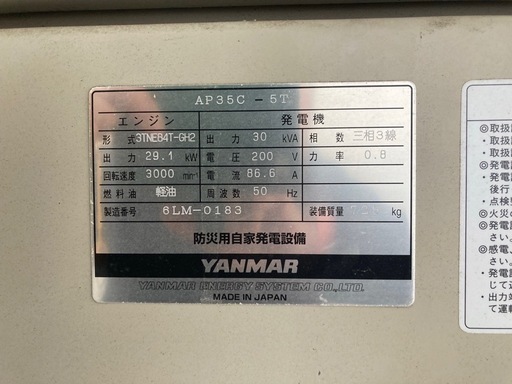 AP35C-5T
エンジン 発電機
形式 3TNE84T-GH2 出力 30 kVA 相数 三相3線
出力 29.1 kW 電圧 200 V 力率 0.8
回転速度 3000 min-1 電流 86.6 A
燃料油 軽油 周波数 50 Hz
製造番号 6LM-0183 装備質量 kg
防災用自家発電設備
YANMAR
YANMAR ENERGY SYSTEM CO.,LTD.
MADE IN JAPAN
◎取扱
・取扱
・取扱
◎発電
・発電
後行
・点検
◎火災の
◎発電
さい。
◎感電、
さい。
・発電
じて
・出力
て運転